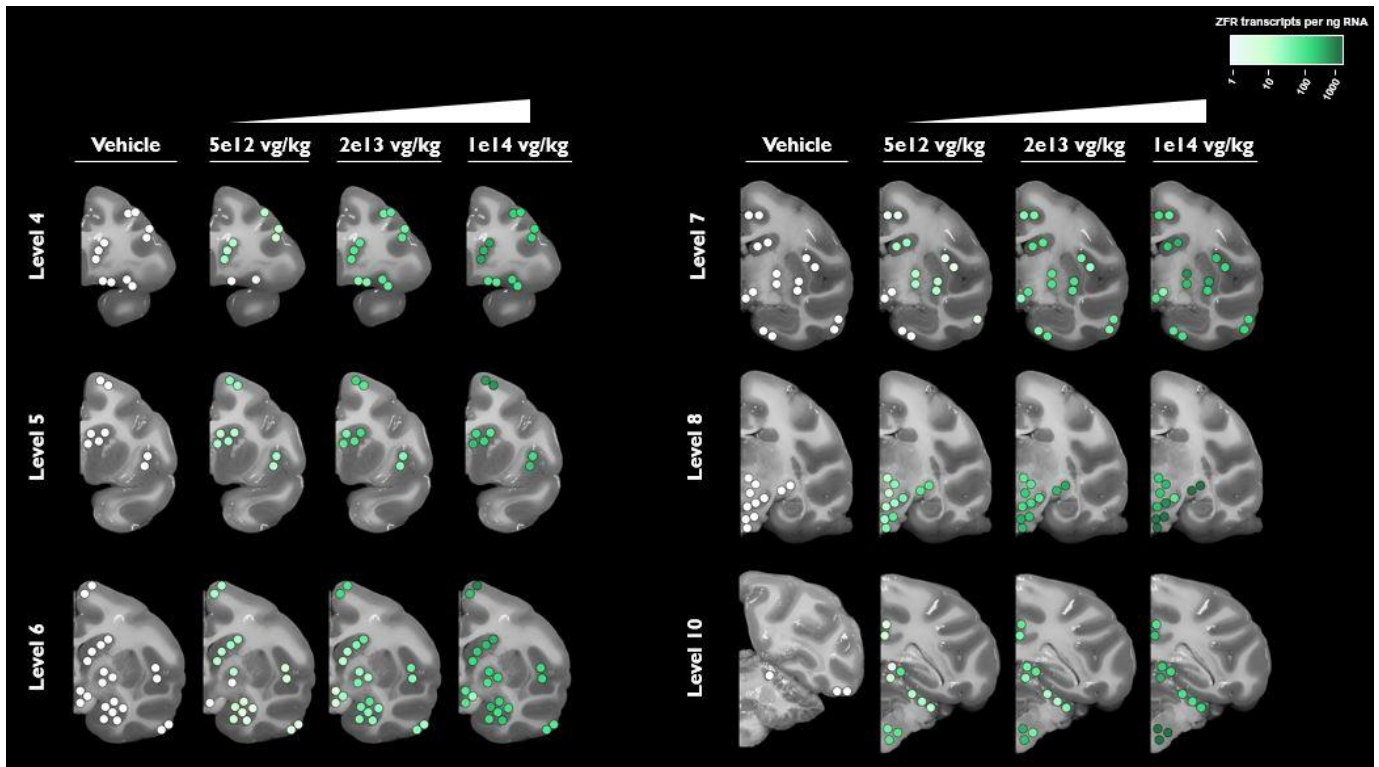 ZFR transcripts per ng RNA
1
10
100
1000
Vehicle
5e12 vg/kg
2e13 vg/kg
1e14 vg/kg
Vehicle
5e12 vg/kg
2e13 vg/kg
1e14 vg/kg
Level 4
Level 7
Level 5
Level 8
Level 6
Level 10